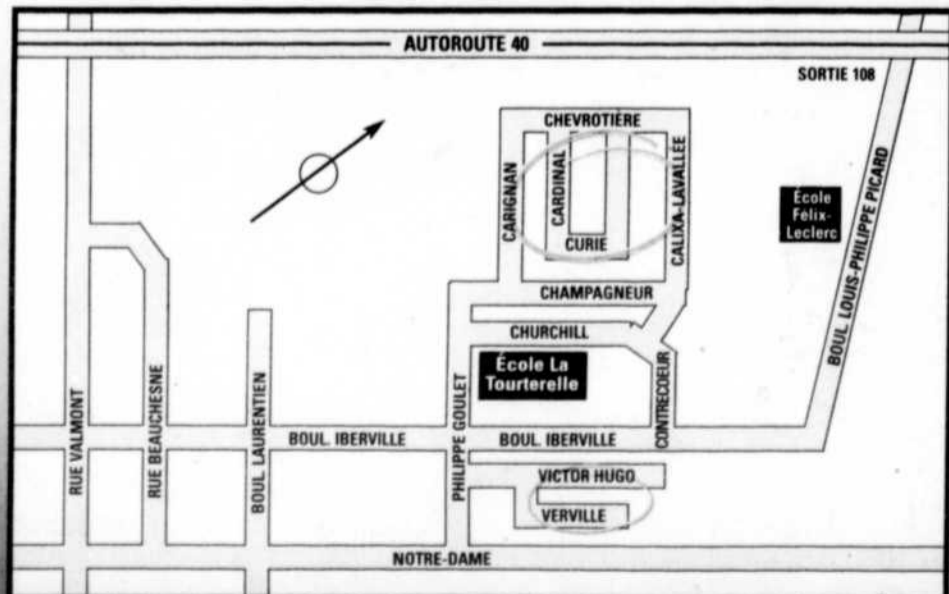 AUTOROUTE 40
SORTIE 108
CHEVROTIÈRE
CARIGNAN
CARDINAL
CALIXA-LAVALLÉE
CURIE
École
Félix-
Leclerc
BOUL. LOUIS-PHILIPPE PICARD
CHAMPAGNEUR
CHURCHILL
École La
Tourterelle
CONTRECOEUR
PHILIPPE GOULET
RUE VALMONT
RUE BEAUCHESNE
BOUL. LAURENTIEN
BOUL. IBERVILLE
BOUL. IBERVILLE
VICTOR HUGO
VERVILLE
NOTRE-DAME